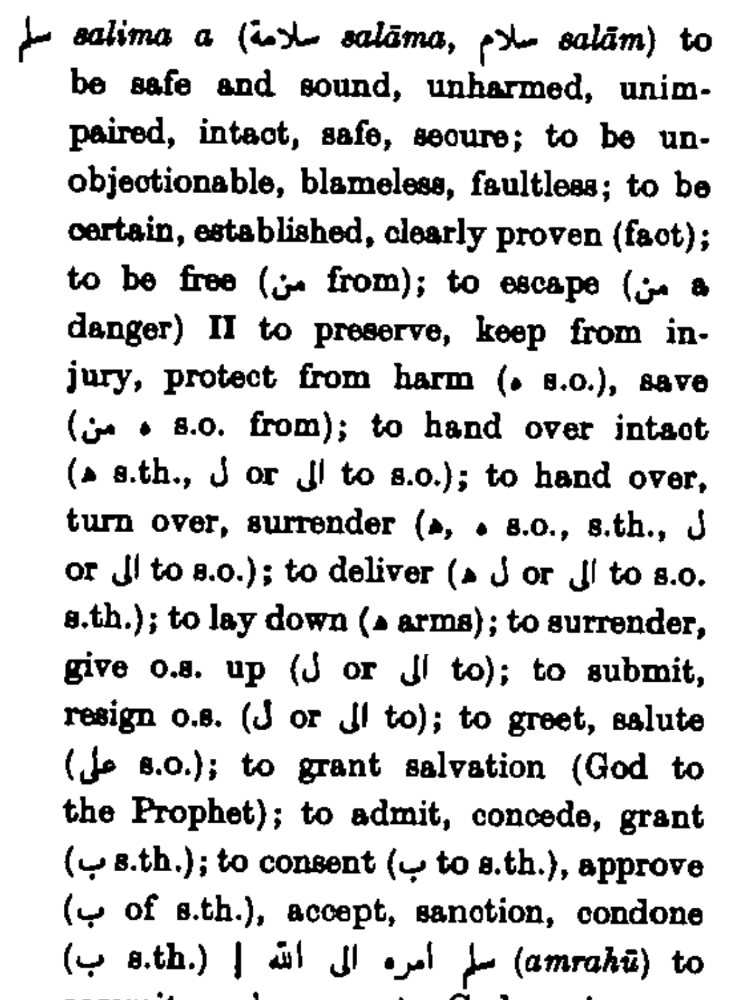 سلم salima a (سلامة salāma, سلام salām) to
be safe and sound, unharmed, unim-
paired, intact, safe, secure; to be un-
objectionable, blameless, faultless; to be
certain, established, clearly proven (fact);
to be free (من from); to escape (من a
danger) II to preserve, keep from in-
jury, protect from harm (ه s.o.), save
(من ه s.o. from); to hand over intact
(ھ s.th., ل or الى to s.o.); to hand over,
turn over, surrender (ھ, ه s.o., s.th., ل
or الى to s.o.); to deliver (ھ ل or الى to s.o.
s.th.); to lay down (ھ arms); to surrender,
give o.s. up (ل or الى to); to submit,
resign o.s. (ل or الى to); to greet, salute
(على s.o.); to grant salvation (God to
the Prophet); to admit, concede, grant
(ب s.th.); to consent (ب to s.th.), approve
(ب of s.th.), accept, sanction, condone
(ب s.th.) | سلم امره الى الله (amrahū) to